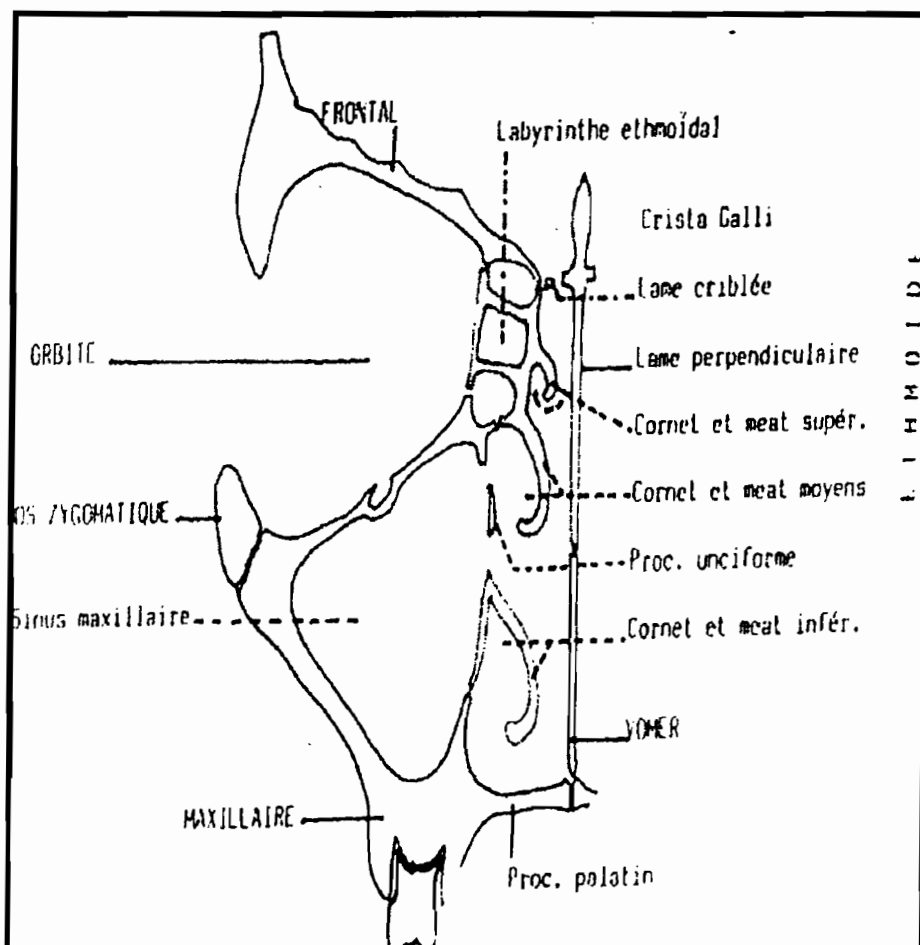 FRONTAL
Labyrinthe ethmoïdal
Crista Galli
Lame criblée
ORBITE
Lame perpendiculaire
Cornet et meat supér.
Cornet et meat moyens
OS ZYGOMATIQUE
Proc. unciforme
Sinus maxillaire
Cornet et meat infér.
VOMER
MAXILLAIRE
Proc. palatin